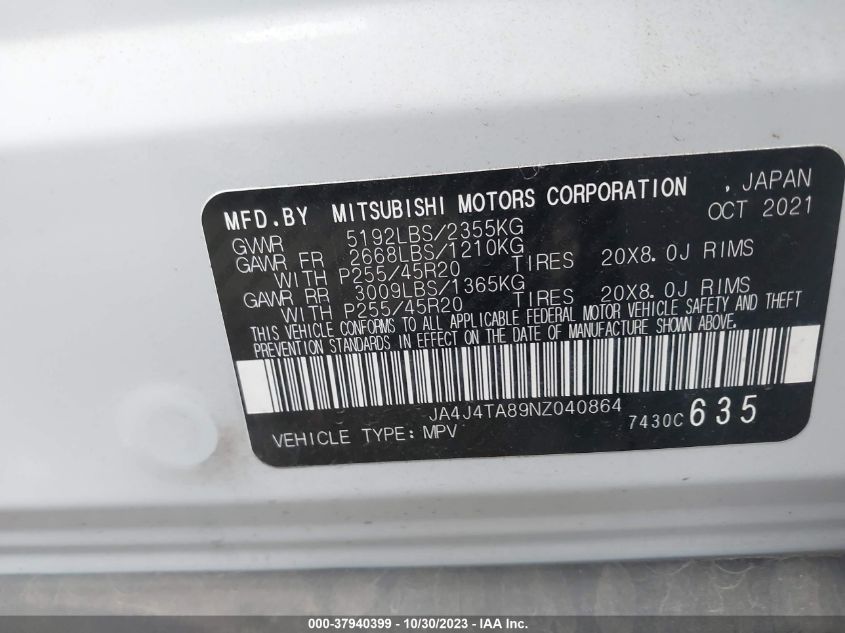 MFD.BY MITSUBISHI MOTORS CORPORATION , JAPAN
OCT 2021
GVWR 5192LBS/2355KG
GAWR FR 2668LBS/1210KG
WITH P255/45R20 TIRES 20X8.0J RIMS
GAWR RR 3009LBS/1365KG
WITH P255/45R20 TIRES 20X8.0J RIMS
THIS VEHICLE CONFORMS TO ALL APPLICABLE FEDERAL MOTOR VEHICLE SAFETY AND THEFT
PREVENTION STANDARDS IN EFFECT ON THE DATE OF MANUFACTURE SHOWN ABOVE.
JA4J4TA89NZ040864
VEHICLE TYPE: MPV 7430C 635
000-37940399 - 10/30/2023 - IAAI.com